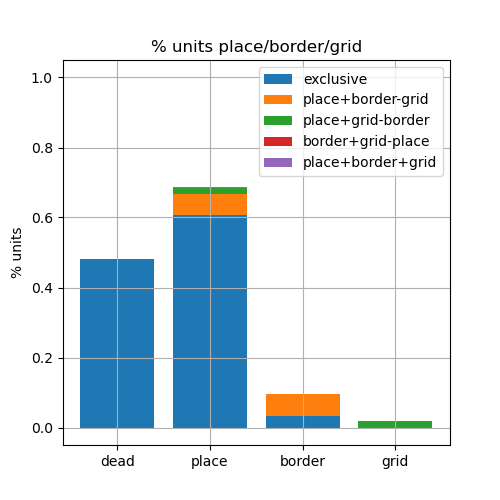 % units place/border/grid
exclusive
place+border-grid
place+grid-border
border+grid-place
place+border+grid
1.0
0.8
0.6
0.4
0.2
0.0
% units
dead
place
border
grid